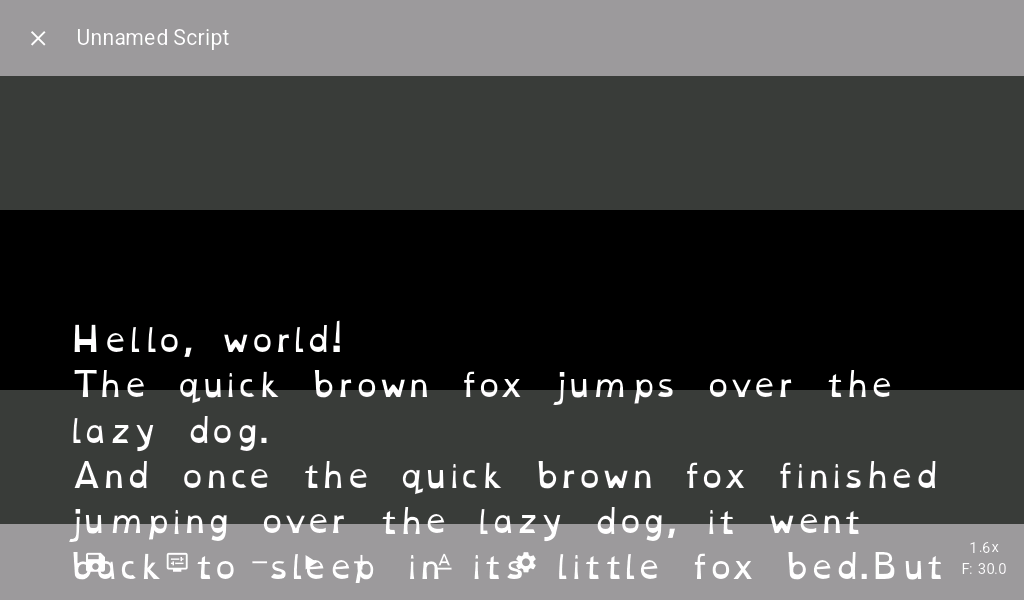 Unnamed Script
Hello, world!
The quick brown fox jumps over the
lazy dog.
And once the quick brown fox finished
jumping over the lazy dog, it went
back to sleep in its little fox bed.But
1.6x
F: 30.0